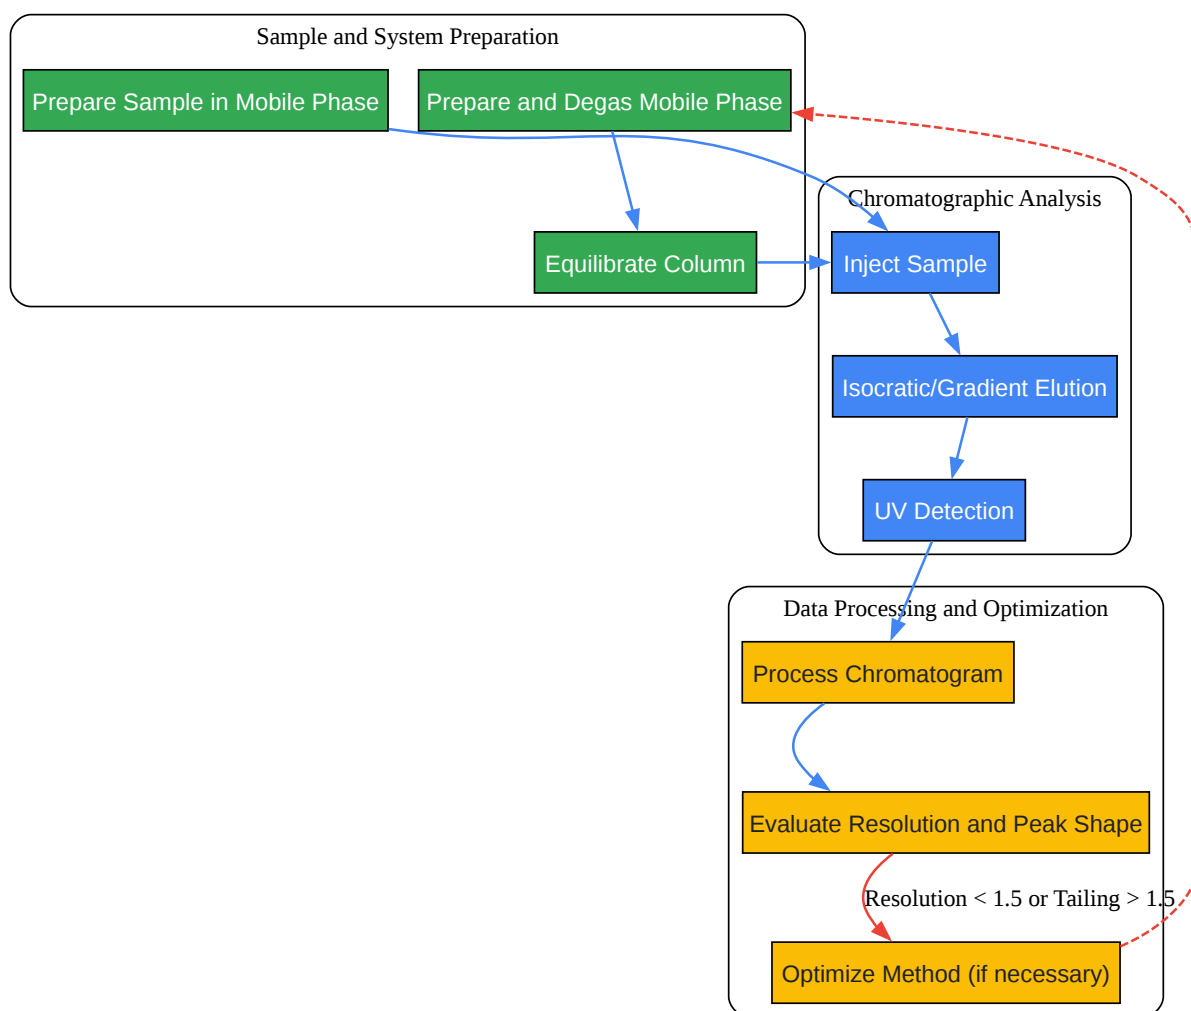 Sample and System Preparation
Prepare Sample in Mobile Phase
Prepare and Degas Mobile Phase
Chromatographic Analysis
Equilibrate Column
Inject Sample
Isocratic/Gradient Elution
UV Detection
Data Processing and Optimization
Process Chromatogram
Evaluate Resolution and Peak Shape
Resolution < 1.5 or Tailing > 1.5
Optimize Method (if necessary)